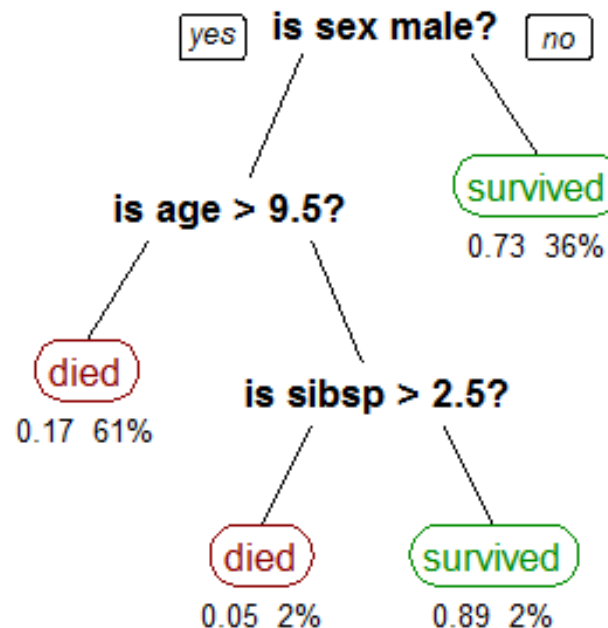 yes is sex male? no
is age > 9.5?
survived
0.73 36%
died
0.17 61%
is sibsp > 2.5?
died survived
0.05 2% 0.89 2%